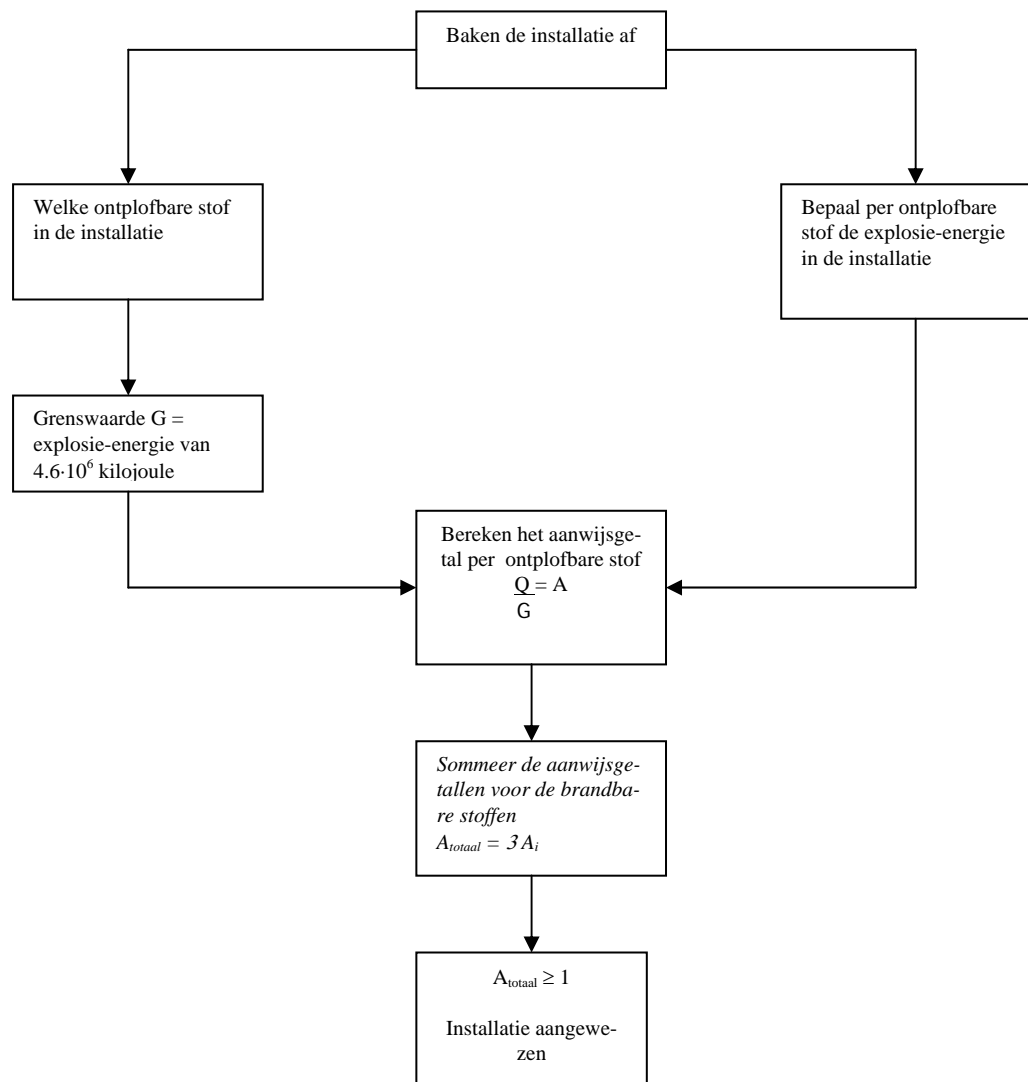 Baken de installatie af
Welke ontplofbare stof
in de installatie
Bepaal per ontplofbare
stof de explosie-energie
in de installatie
Grenswaarde G =
explosie-energie van
4.6·10⁶ kilojoule
Bereken het aanwijsge-
tal per ontplofbare stof
Q = A
G
Sommeer de aanwijsge-
tallen voor de brandba-
re stoffen
Atotaal = 3 Ai
Atotaal ≥ 1
Installatie aangewe-
zen